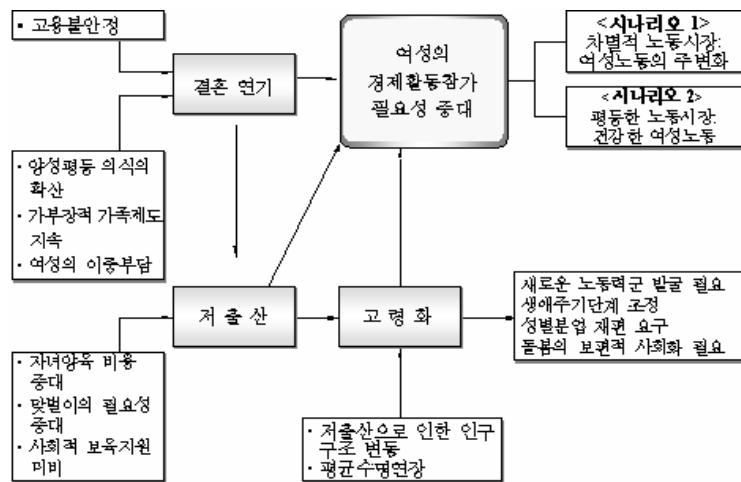 ▪ 고용불안정
결혼 연기
여성의
경제활동참가
필요성 증대
<시나리오 1>
차별적 노동시장:
여성노동의 주변화
<시나리오 2>
평등한 노동시장:
건강한 여성노동
· 양성평등 의식의
확산
· 가부장적 가족제도
지속
· 여성의 이중부담
저 출 산
고 령 화
새로운 노동력군 발굴 필요
생애주기단계 조정
성별분업 재편 요구
돌봄의 보편적 사회화 필요
· 자녀양육 비용
증대
· 맞벌이의 필요성
증대
· 사회적 보육지원
미비
· 저출산으로 인한 인구
구조 변동
· 평균수명연장